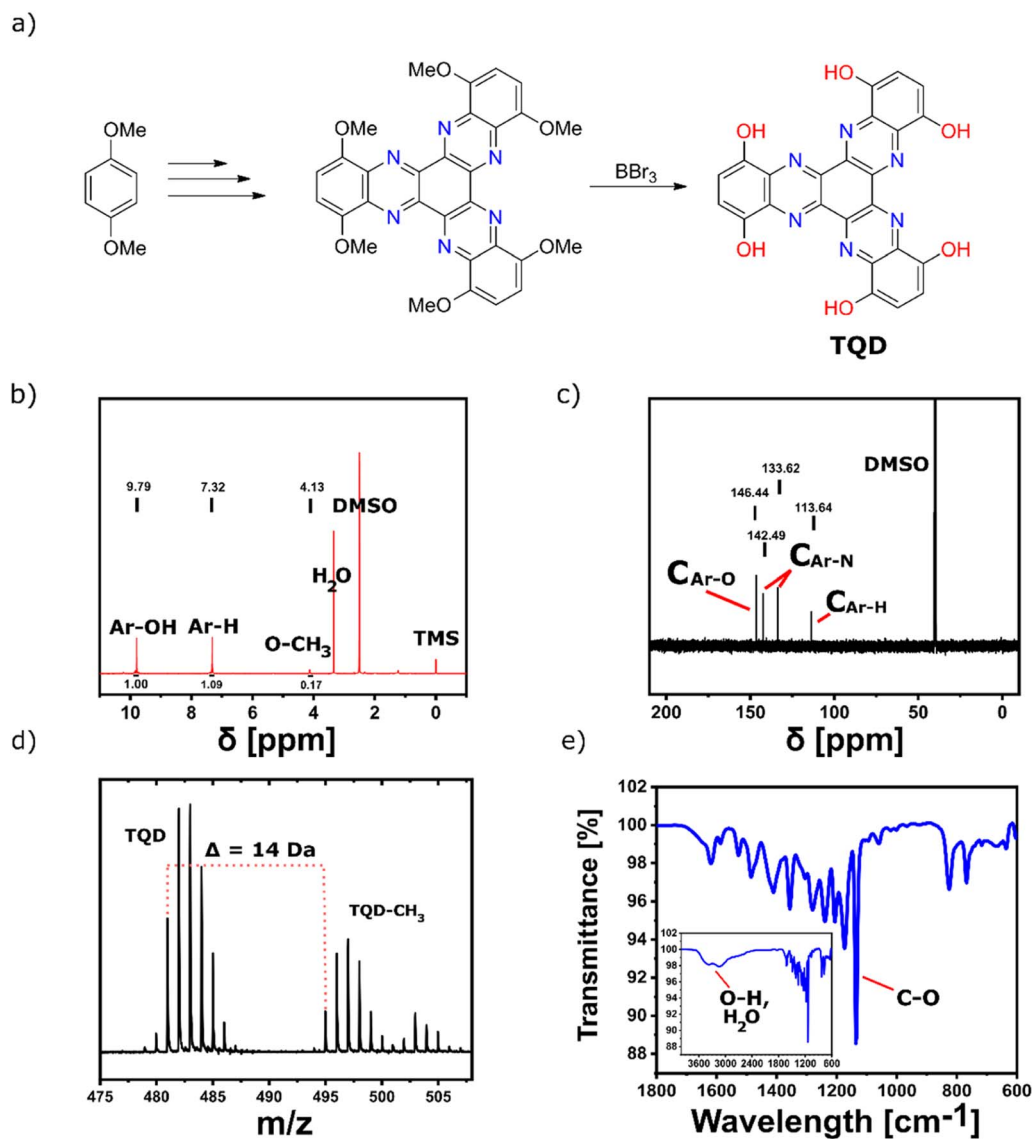 a)
OMe
OMe
MeO
OMe
OMe
OMe
MeO
OMe
N
N
N
N
N
N
BBr3
HO
OH
OH
OH
OH
HO
N
N
N
N
N
N
TQD
b)
9.79
7.32
4.13
DMSO
H2O
Ar-OH
Ar-H
O-CH3
TMS
1.00
1.09
0.17
10 8 6 4 2 0
δ [ppm]
c)
133.62
DMSO
146.44
113.64
142.49
CAr-N
CAr-O
CAr-H
200 150 100 50 0
δ [ppm]
d)
TQD
Δ = 14 Da
TQD-CH3
475 480 485 490 495 500 505
m/z
e)
Transmittance [%]
100
98
96
94
92
90
88
102
100
98
96
94
92
90
88
O-H,
H2O
3600 3000 2400 1800 1200 600
C-O
1800 1600 1400 1200 1000 800 600
Wavelength [cm-1]